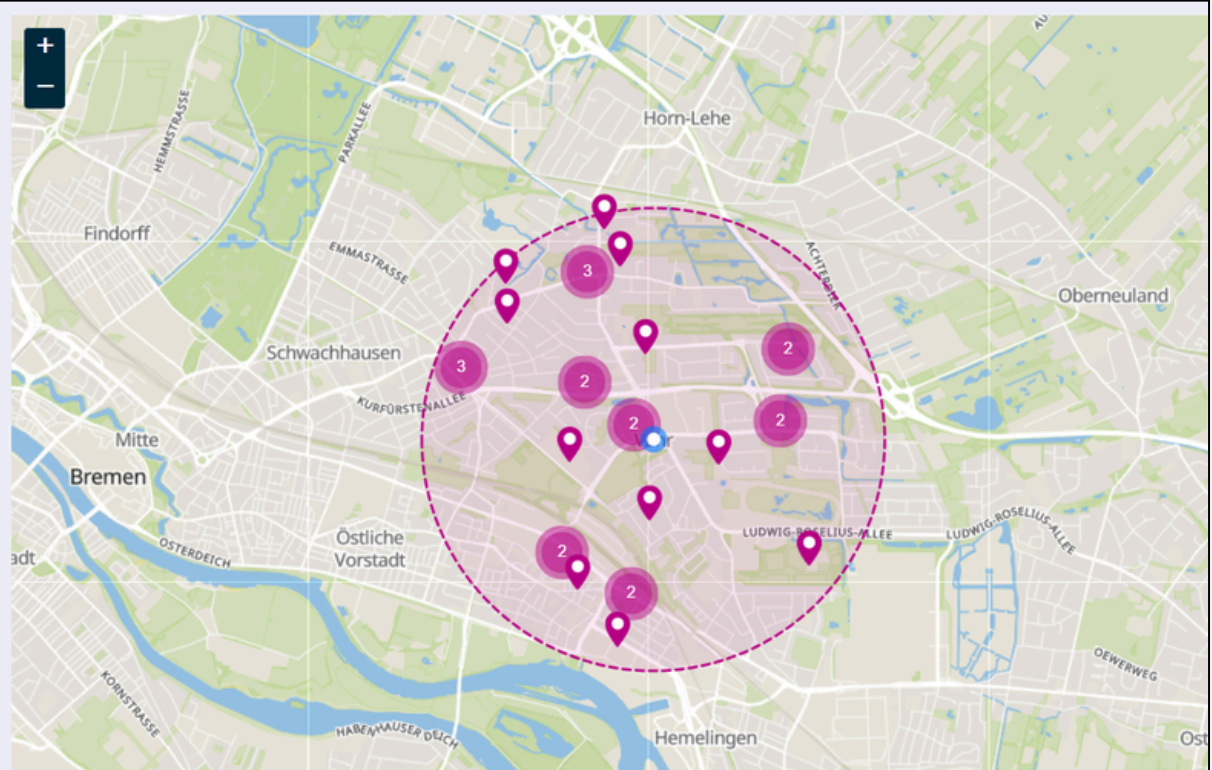 +
−
AU
Horn-Lehe
HEMMSTRASSE
PARKALLEE
Findorff
EMMASTRASSE
ACHTERDIEK
Oberneuland
3
2
Schwachhausen
3
2
KURFÜRSTENALLEE
2
2
Mitte
Bremen
Östliche
Vorstadt
OSTERDEICH
adt
2
LUDWIG-ROSELIUS-ALLEE
LUDWIG-ROSELIUS-ALLEE
2
KORNSTRASSE
HABENHAUSER DEICH
OEWERWEG
Hemelingen
Ost